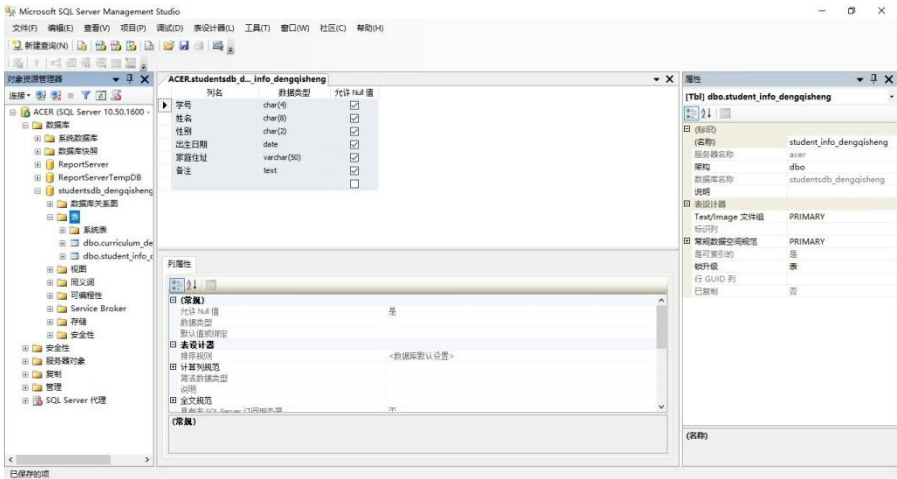 Microsoft SQL Server Management Studio
文件(F) 编辑(E) 查看(V) 项目(P) 调试(D) 表设计器(L) 工具(T) 窗口(W) 社区(C) 帮助(H)
新建查询(N)
对象资源管理器
连接
ACER (SQL Server 10.50.1600 -
数据库
系统数据库
数据库快照
ReportServer
ReportServerTempDB
studentsdb_dengqisheng
数据库关系图
表
系统表
dbo.curriculum_de
dbo.student_info_d
视图
同义词
可编程性
Service Broker
存储
安全性
安全性
服务器对象
复制
管理
SQL Server 代理
ACER.studentsdb_d..._info_dengqisheng
列名 数据类型 允许 Null 值
学号 char(4)
姓名 char(8)
性别 char(2)
出生日期 date
家庭住址 varchar(50)
备注 text
列属性
(常规)
允许 Null 值 是
数据类型
默认值或绑定
表设计器
排序规则 <数据库默认设置>
计算列规范
简洁数据类型
说明
全文规范
(常规)
属性
[Tbl] dbo.student_info_dengqisheng
(标识)
(名称) student_info_dengqisheng
服务器名称 acer
架构 dbo
数据库名称 studentsdb_dengqisheng
说明
表设计器
Text/Image 文件组 PRIMARY
标识列
常规数据空间规范 PRIMARY
是可索引的 是
锁升级 表
行 GUID 列
已复制 否
(名称)
已保存的项